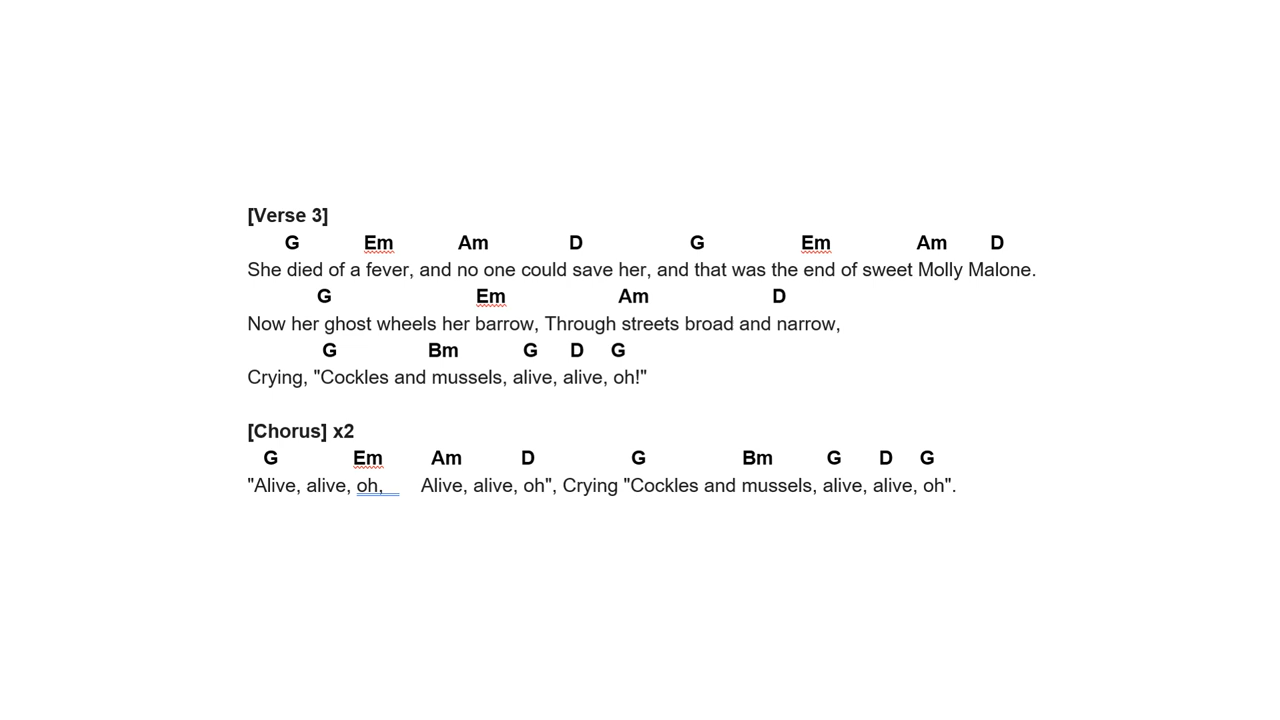 [Verse 3]
G Em Am D G Em Am D
She died of a fever, and no one could save her, and that was the end of sweet Molly Malone.
G Em Am D
Now her ghost wheels her barrow, Through streets broad and narrow,
G Bm G D G
Crying, "Cockles and mussels, alive, alive, oh!"
[Chorus] x2
G Em Am D G Bm G D G
"Alive, alive, oh, Alive, alive, oh", Crying "Cockles and mussels, alive, alive, oh".